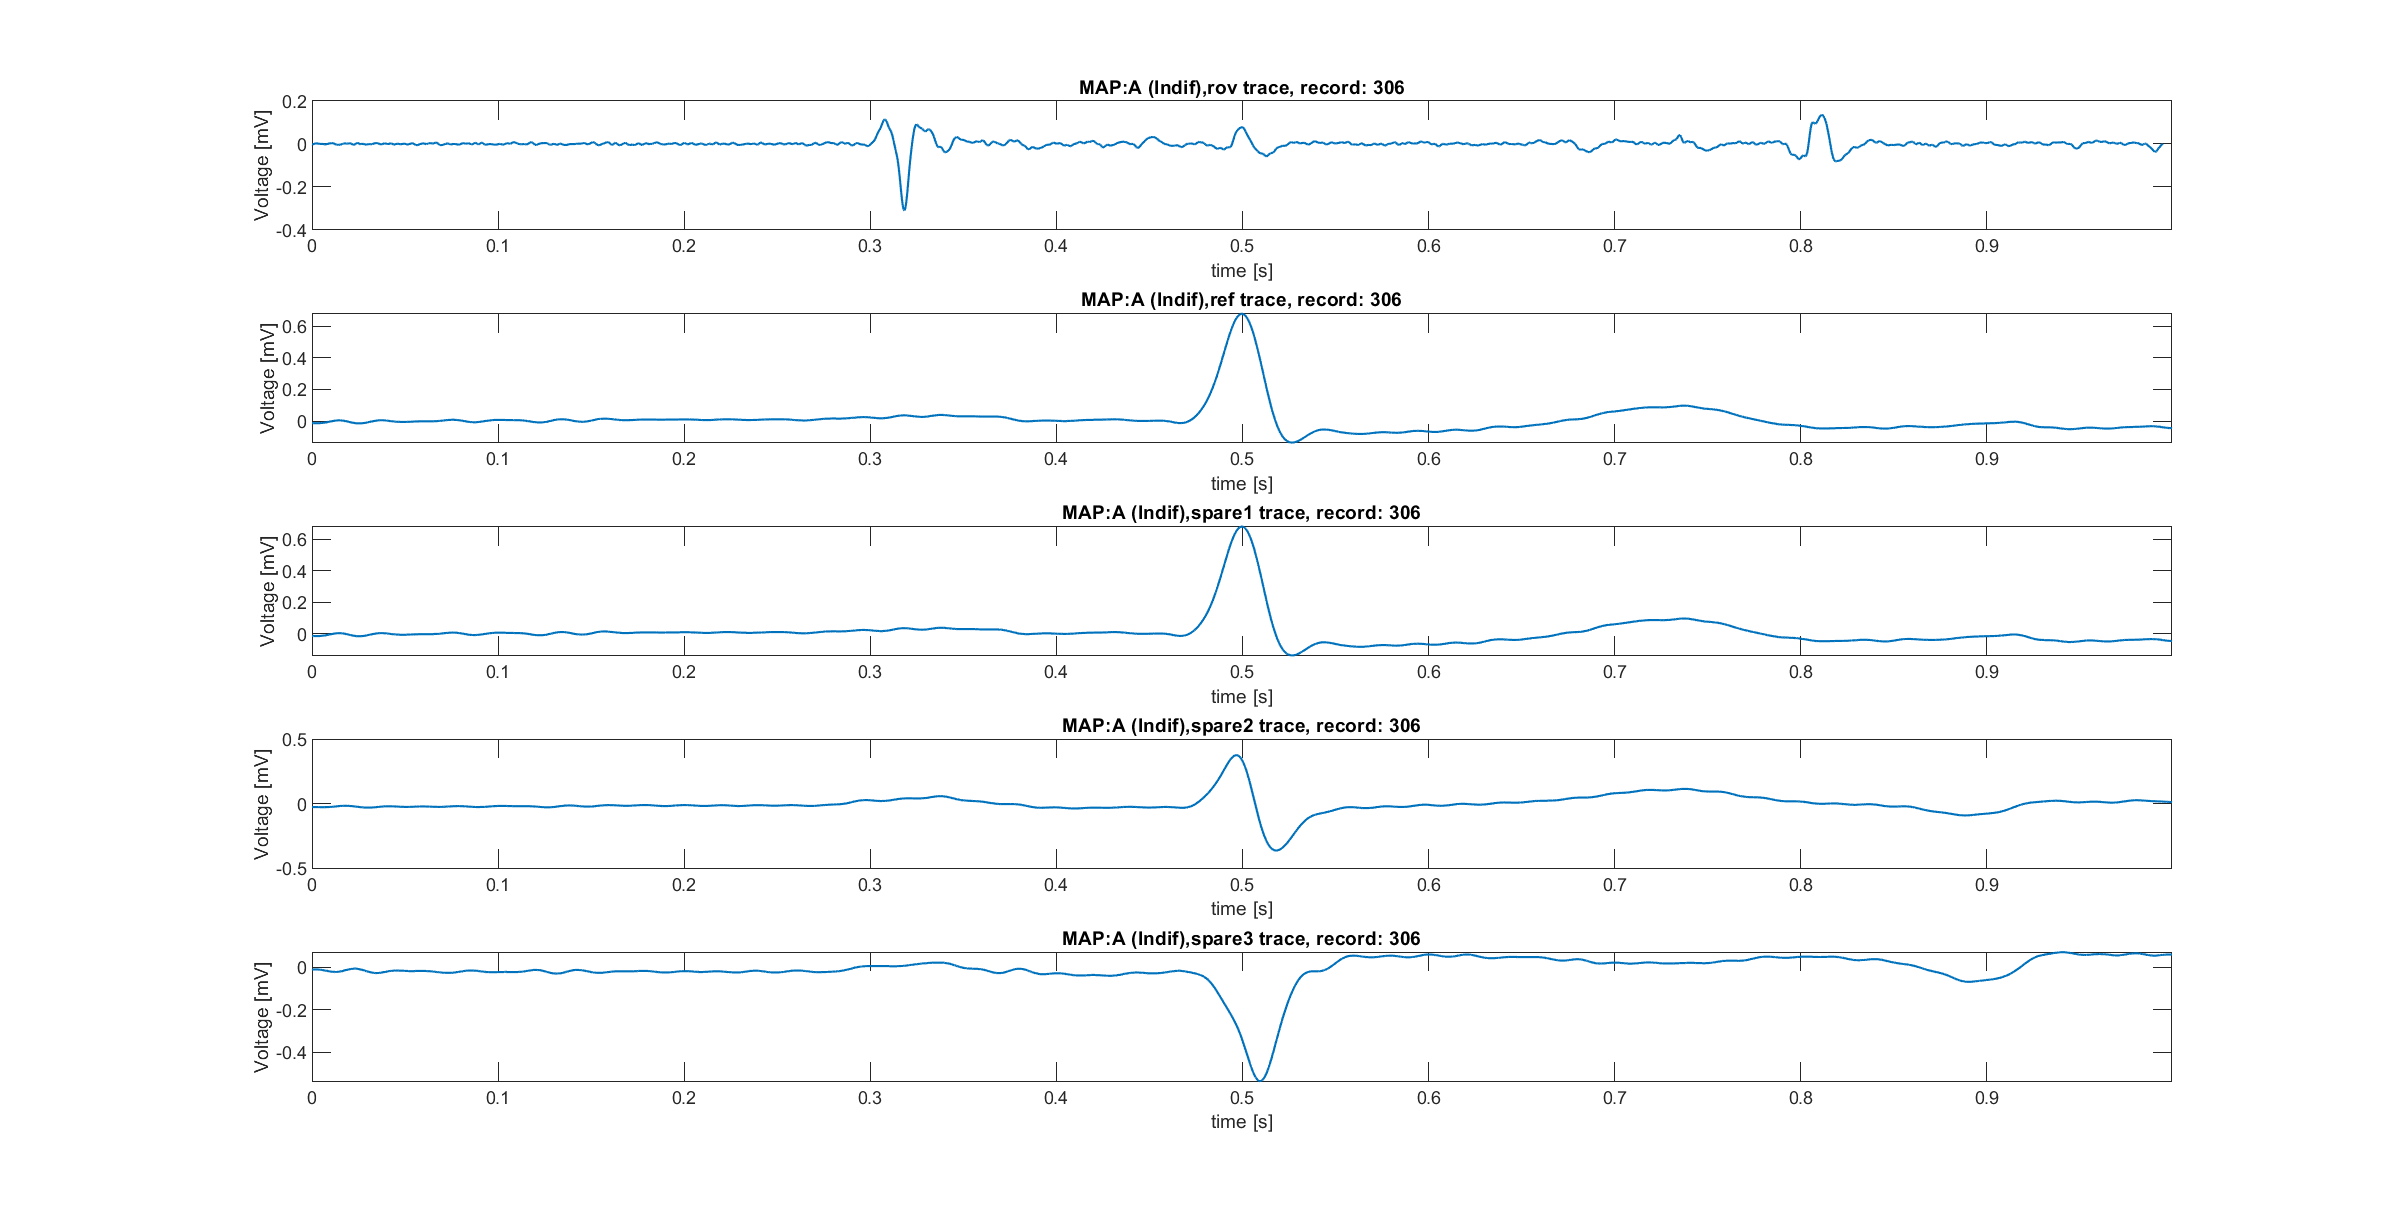 MAP:A (Indif),rov trace, record: 306
Voltage [mV]
0.2
0
-0.2
-0.4
0 0.1 0.2 0.3 0.4 0.5 0.6 0.7 0.8 0.9
time [s]
MAP:A (Indif),ref trace, record: 306
Voltage [mV]
0.6
0.4
0.2
0
0 0.1 0.2 0.3 0.4 0.5 0.6 0.7 0.8 0.9
time [s]
MAP:A (Indif),spare1 trace, record: 306
Voltage [mV]
0.6
0.4
0.2
0
0 0.1 0.2 0.3 0.4 0.5 0.6 0.7 0.8 0.9
time [s]
MAP:A (Indif),spare2 trace, record: 306
Voltage [mV]
0.5
0
-0.5
0 0.1 0.2 0.3 0.4 0.5 0.6 0.7 0.8 0.9
time [s]
MAP:A (Indif),spare3 trace, record: 306
Voltage [mV]
0
-0.2
-0.4
0 0.1 0.2 0.3 0.4 0.5 0.6 0.7 0.8 0.9
time [s]